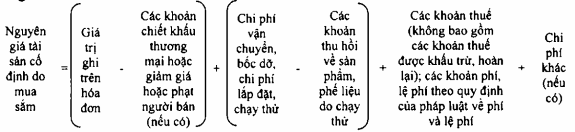 Nguyên
giá tài
sản cố
định do
mua
sắm
=
Giá
trị
ghi
trên
hóa
đơn
-
Các khoản
chiết khấu
thương
mại hoặc
giảm giá
hoặc phạt
người bán
(nếu có)
+
Chi phí
vận
chuyển,
bốc dỡ,
chi phí
lắp đặt,
chạy thử
-
Các
khoản
thu hồi
về sản
phẩm,
phế liệu
do chạy
thử
+
Các khoản thuế
(không bao gồm
các khoản thuế
được khấu trừ, hoàn
lại); các khoản phí,
lệ phí theo quy định
của pháp luật về phí
và lệ phí
+
Chi
phí
khác
(nếu
có)